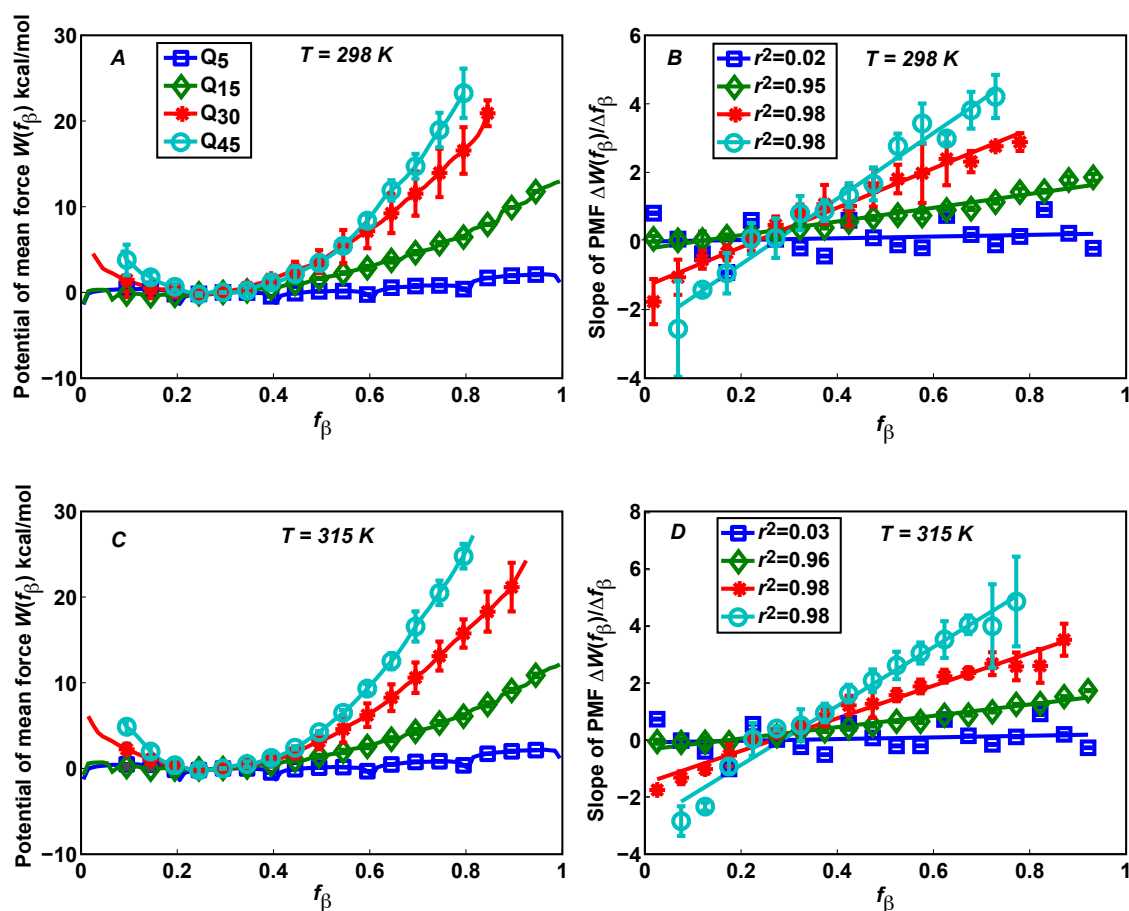 A
T = 298 K
Q5
Q15
Q30
Q45
Potential of mean force W(fβ) kcal/mol
30
20
10
0
−10
0 0.2 0.4 0.6 0.8 1
fβ
B
T = 298 K
r2=0.02
r2=0.95
r2=0.98
r2=0.98
Slope of PMF ΔW(fβ)/Δfβ
6
4
2
0
−2
−4
0 0.2 0.4 0.6 0.8 1
fβ
C
T = 315 K
Potential of mean force W(fβ) kcal/mol
30
20
10
0
−10
0 0.2 0.4 0.6 0.8 1
fβ
D
T = 315 K
r2=0.03
r2=0.96
r2=0.98
r2=0.98
Slope of PMF ΔW(fβ)/Δfβ
8
6
4
2
0
−2
−4
0 0.2 0.4 0.6 0.8 1
fβ